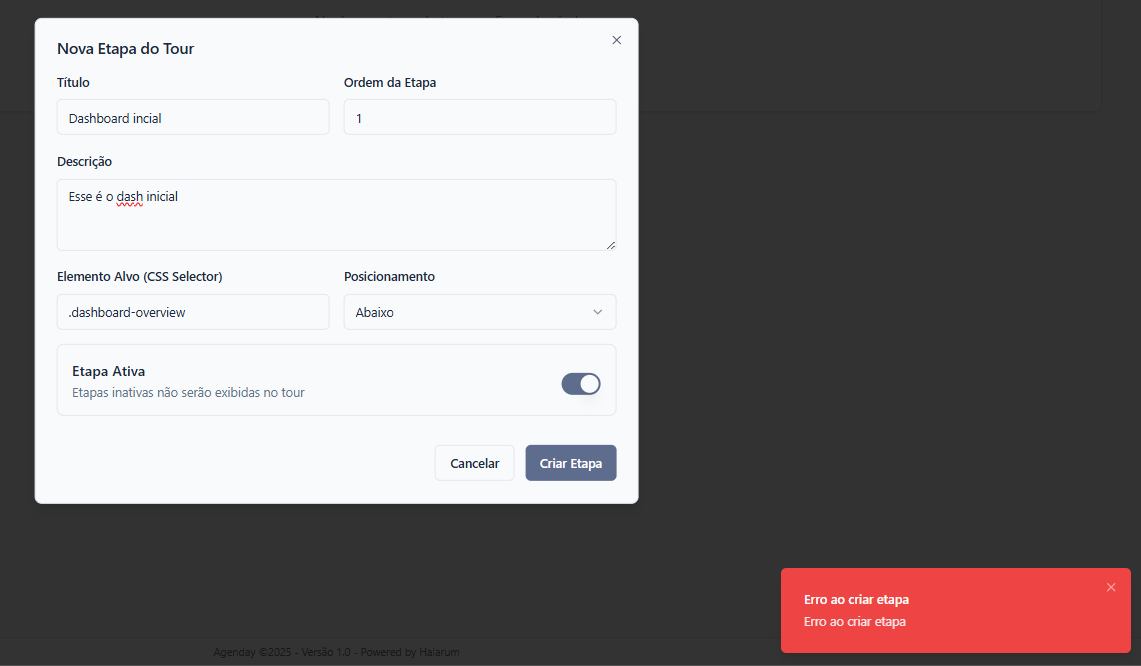 Nova Etapa do Tour
Título
Ordem da Etapa
Dashboard incial
1
Descrição
Esse é o dash inicial
Elemento Alvo (CSS Selector)
Posicionamento
.dashboard-overview
Abaixo
Etapa Ativa
Etapas inativas não serão exibidas no tour
Cancelar
Criar Etapa
Erro ao criar etapa
Erro ao criar etapa
Agenday ©2025 - Versão 1.0 - Powered by Halarum